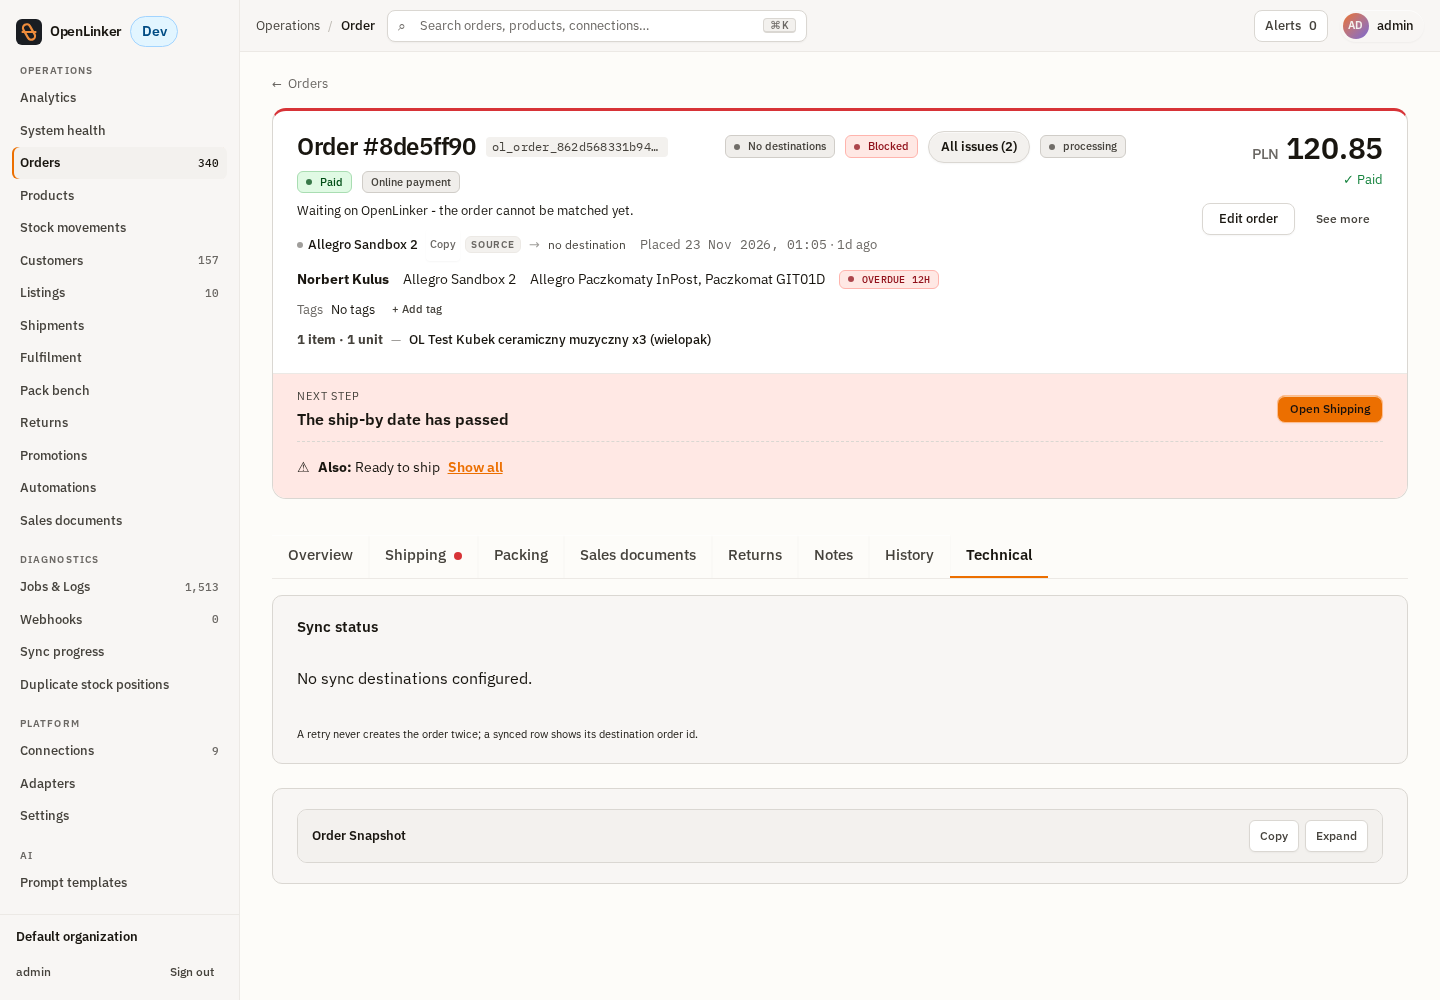 OpenLinker Dev
OPERATIONS
Analytics
System health
Orders 340
Products
Stock movements
Customers 157
Listings 10
Shipments
Fulfilment
Pack bench
Returns
Promotions
Automations
Sales documents
DIAGNOSTICS
Jobs & Logs 1,513
Webhooks 0
Sync progress
Duplicate stock positions
PLATFORM
Connections 9
Adapters
Settings
AI
Prompt templates
Default organization
admin Sign out
Operations / Order
Search orders, products, connections… ⌘K
Alerts 0
AD admin
← Orders
Order #8de5ff90 ol_order_862d568331b94… No destinations Blocked All issues (2) processing
Paid Online payment
PLN 120.85
✓ Paid
Waiting on OpenLinker - the order cannot be matched yet.
Edit order See more
Allegro Sandbox 2 Copy SOURCE → no destination Placed 23 Nov 2026, 01:05 · 1d ago
Norbert Kulus Allegro Sandbox 2 Allegro Paczkomaty InPost, Paczkomat GIT01D OVERDUE 12H
Tags No tags + Add tag
1 item · 1 unit — OL Test Kubek ceramiczny muzyczny x3 (wielopak)
NEXT STEP
The ship-by date has passed
Open Shipping
⚠ Also: Ready to ship Show all
Overview Shipping Packing Sales documents Returns Notes History Technical
Sync status
No sync destinations configured.
A retry never creates the order twice; a synced row shows its destination order id.
Order Snapshot Copy Expand